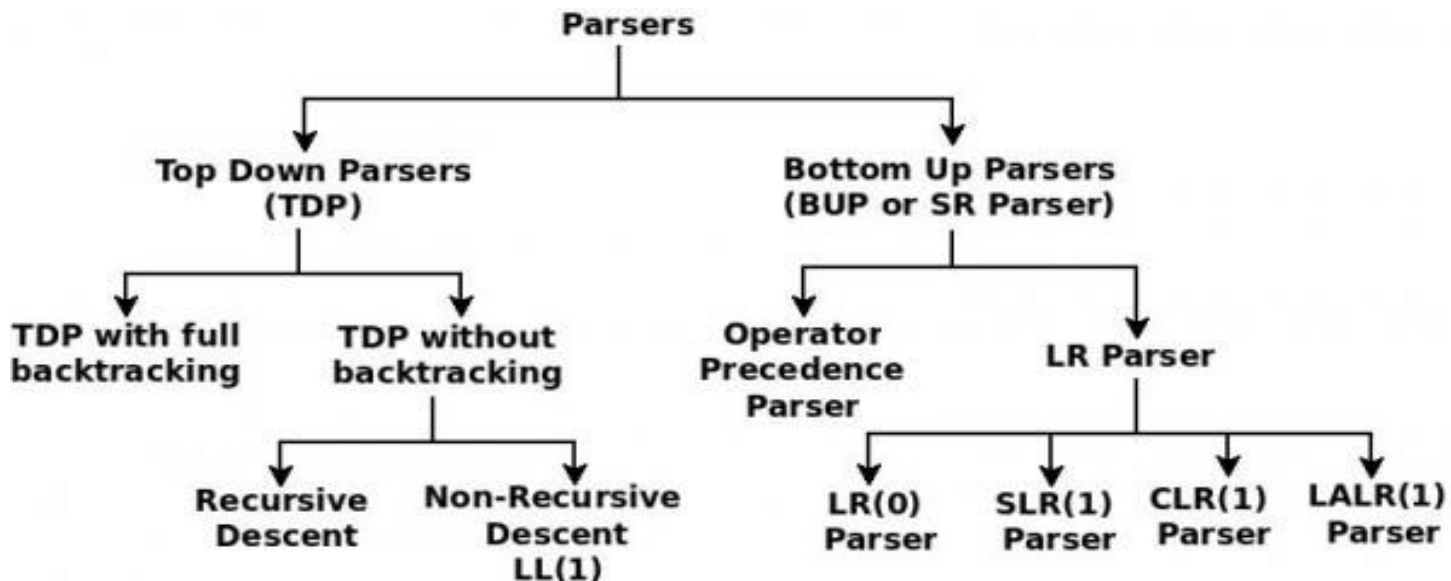 Parsers
Top Down Parsers
(TDP)
Bottom Up Parsers
(BUP or SR Parser)
TDP with full
backtracking
TDP without
backtracking
Operator
Precedence
Parser
LR Parser
Recursive
Descent
Non-Recursive
Descent
LL(1)
LR(0)
Parser
SLR(1)
Parser
CLR(1)
Parser
LALR(1)
Parser